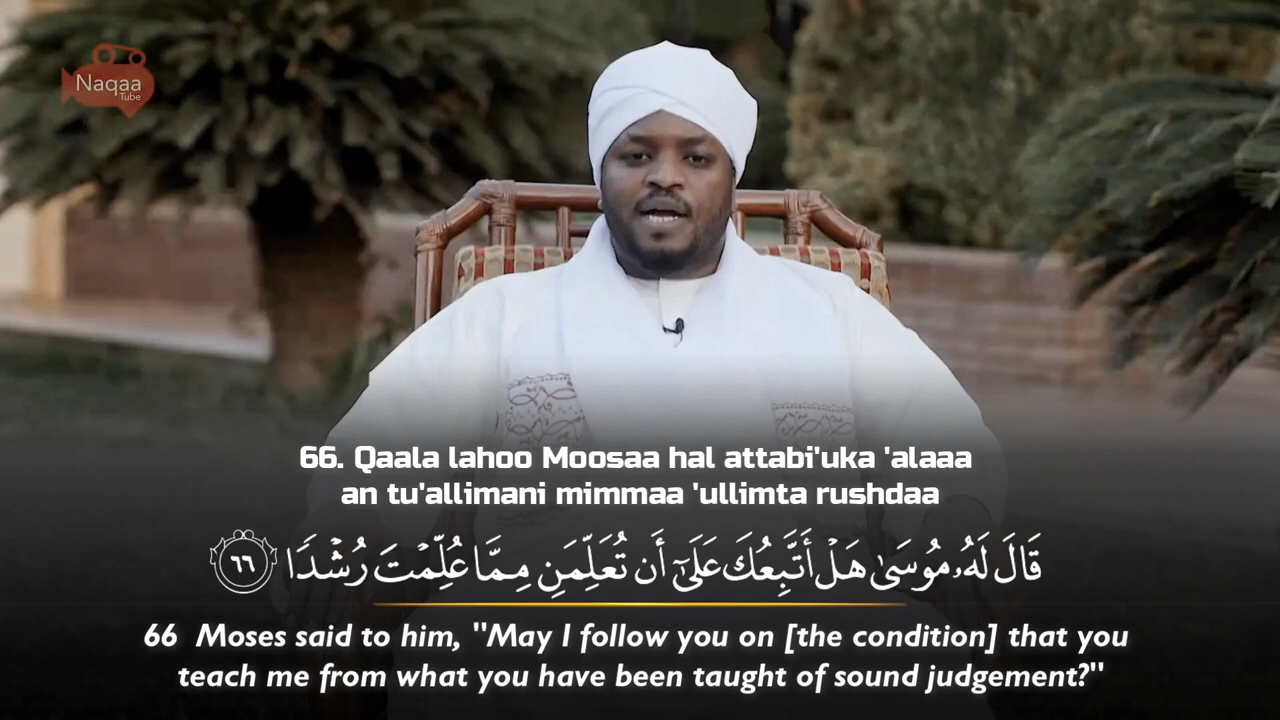 Naqaa
Tube
66. Qaala lahoo Moosaa hal attabi'uka 'alaaa
an tu'allimani mimmaa 'ullimta rushdaa
قَالَ لَهُۥ مُوسَىٰ هَلْ أَتَّبِعُكَ عَلَىٰٓ أَن تُعَلِّمَنِ مِمَّا عُلِّمْتَ رُشْدًا ٦٦
66 Moses said to him, "May I follow you on [the condition] that you
teach me from what you have been taught of sound judgement?"